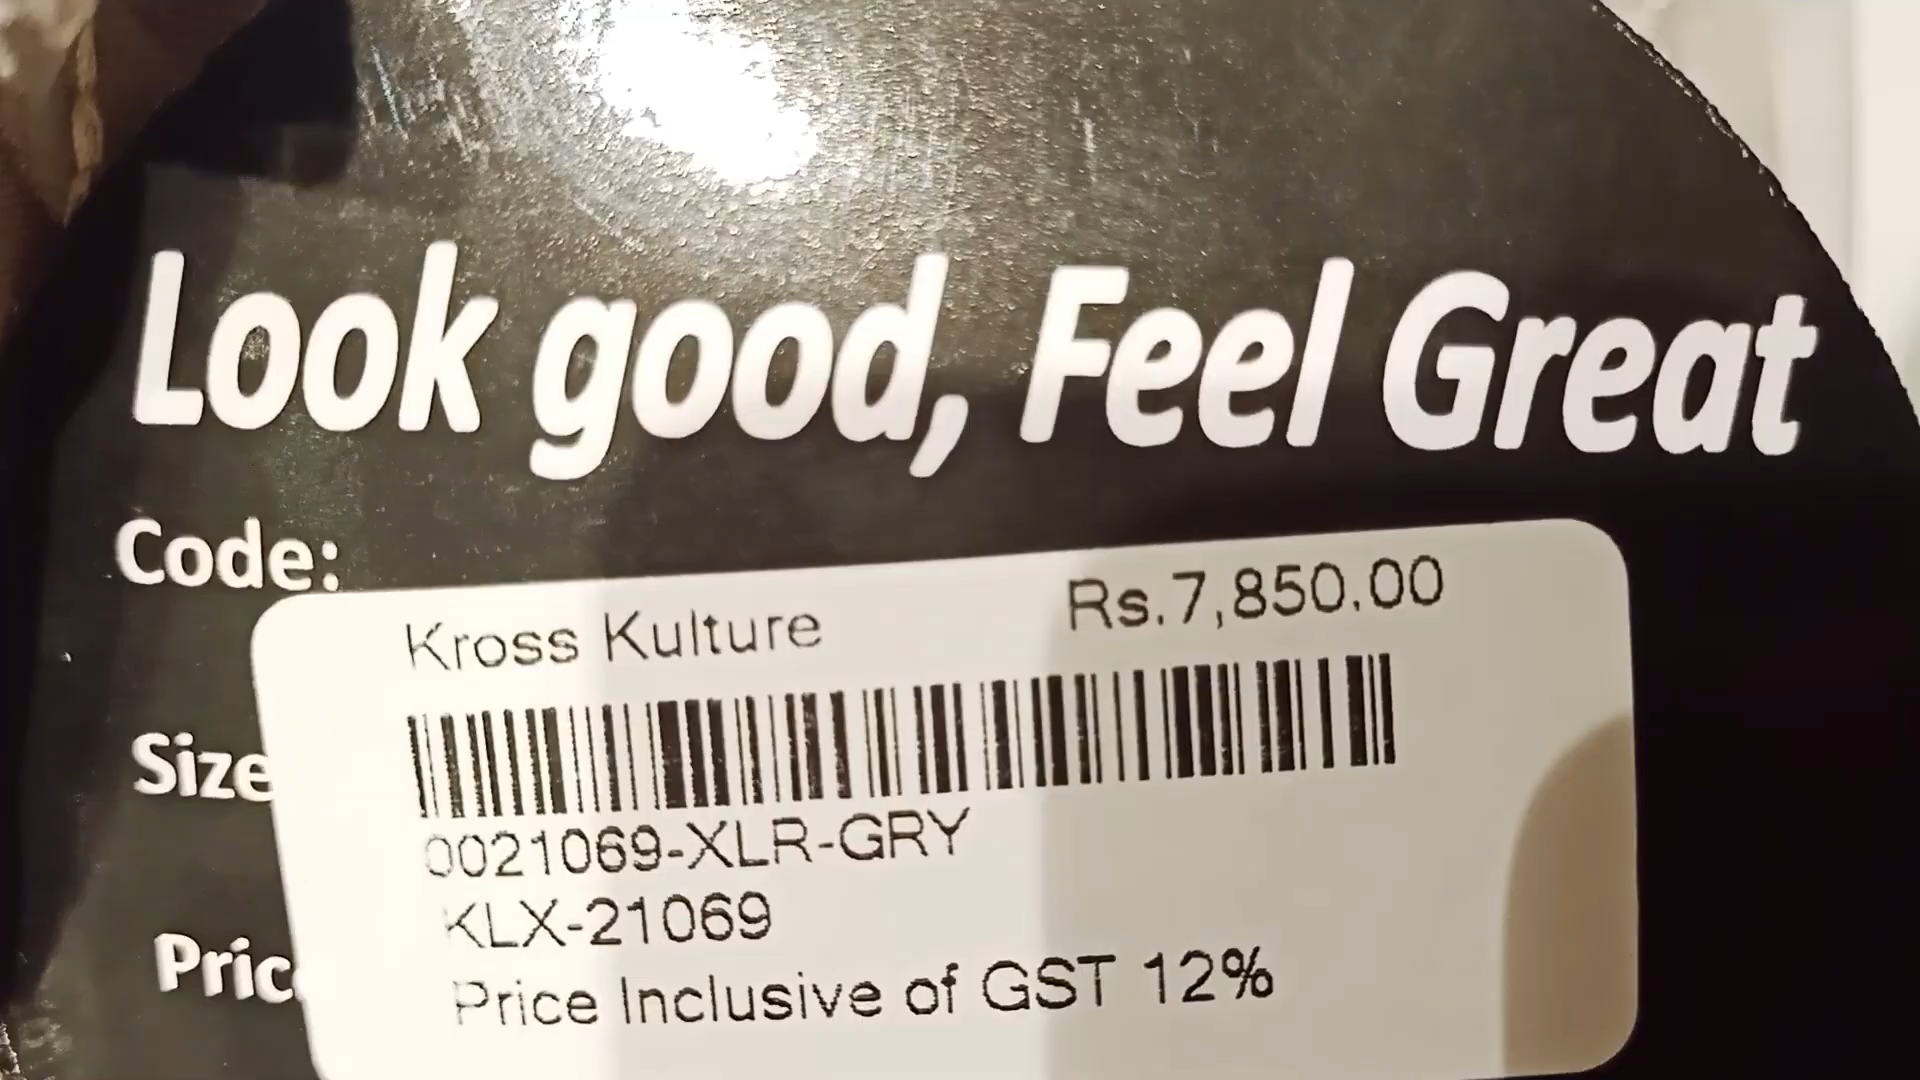 Look good, Feel Great
Code:
Kross Kulture Rs.7,850.00
Size
0021069-XLR-GRY
KLX-21069
Pric
Price Inclusive of GST 12%